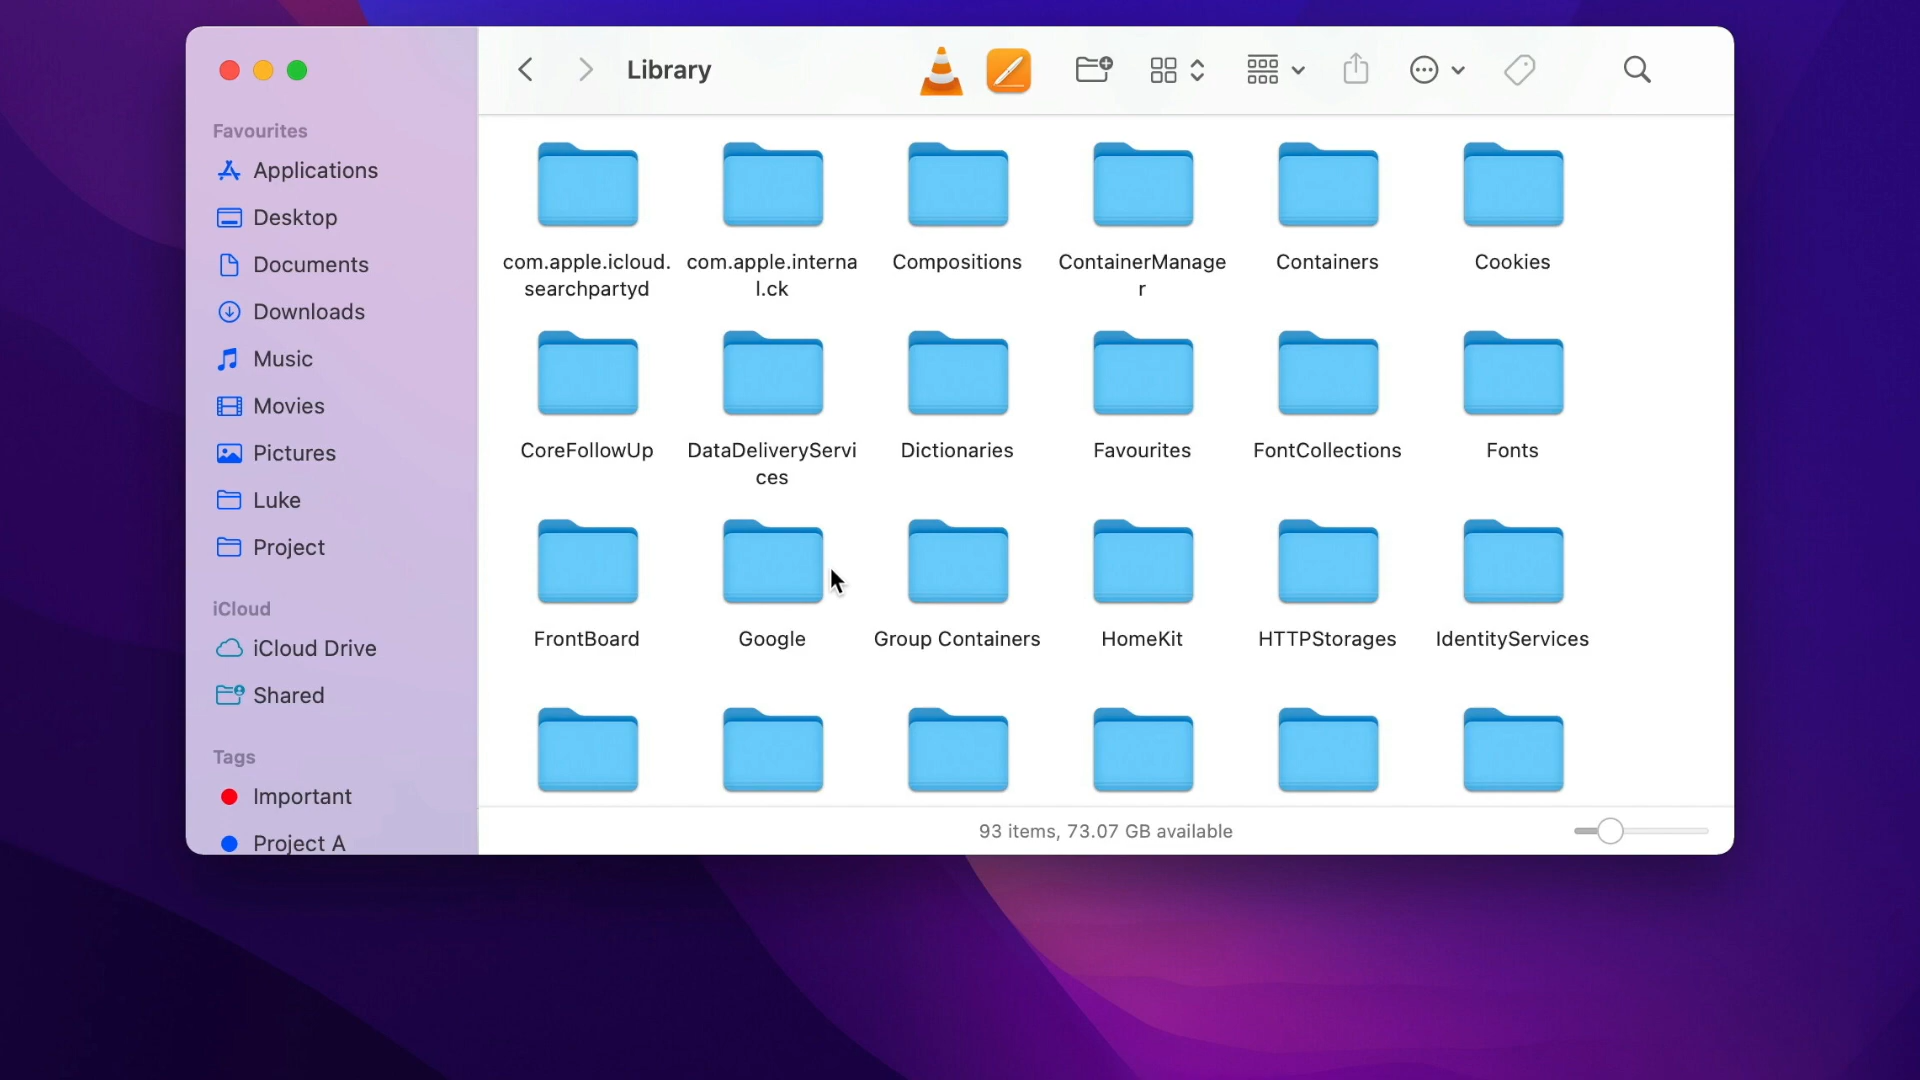 Library
Favourites
Applications
Desktop
Documents
Downloads
Music
Movies
Pictures
Luke
Project
iCloud
iCloud Drive
Shared
Tags
Important
Project A
com.apple.icloud. com.apple.interna Compositions ContainerManage Containers Cookies
searchpartyd l.ck r
CoreFollowUp DataDeliveryServi Dictionaries Favourites FontCollections Fonts
ces
FrontBoard Google Group Containers HomeKit HTTPStorages IdentityServices
93 items, 73.07 GB available